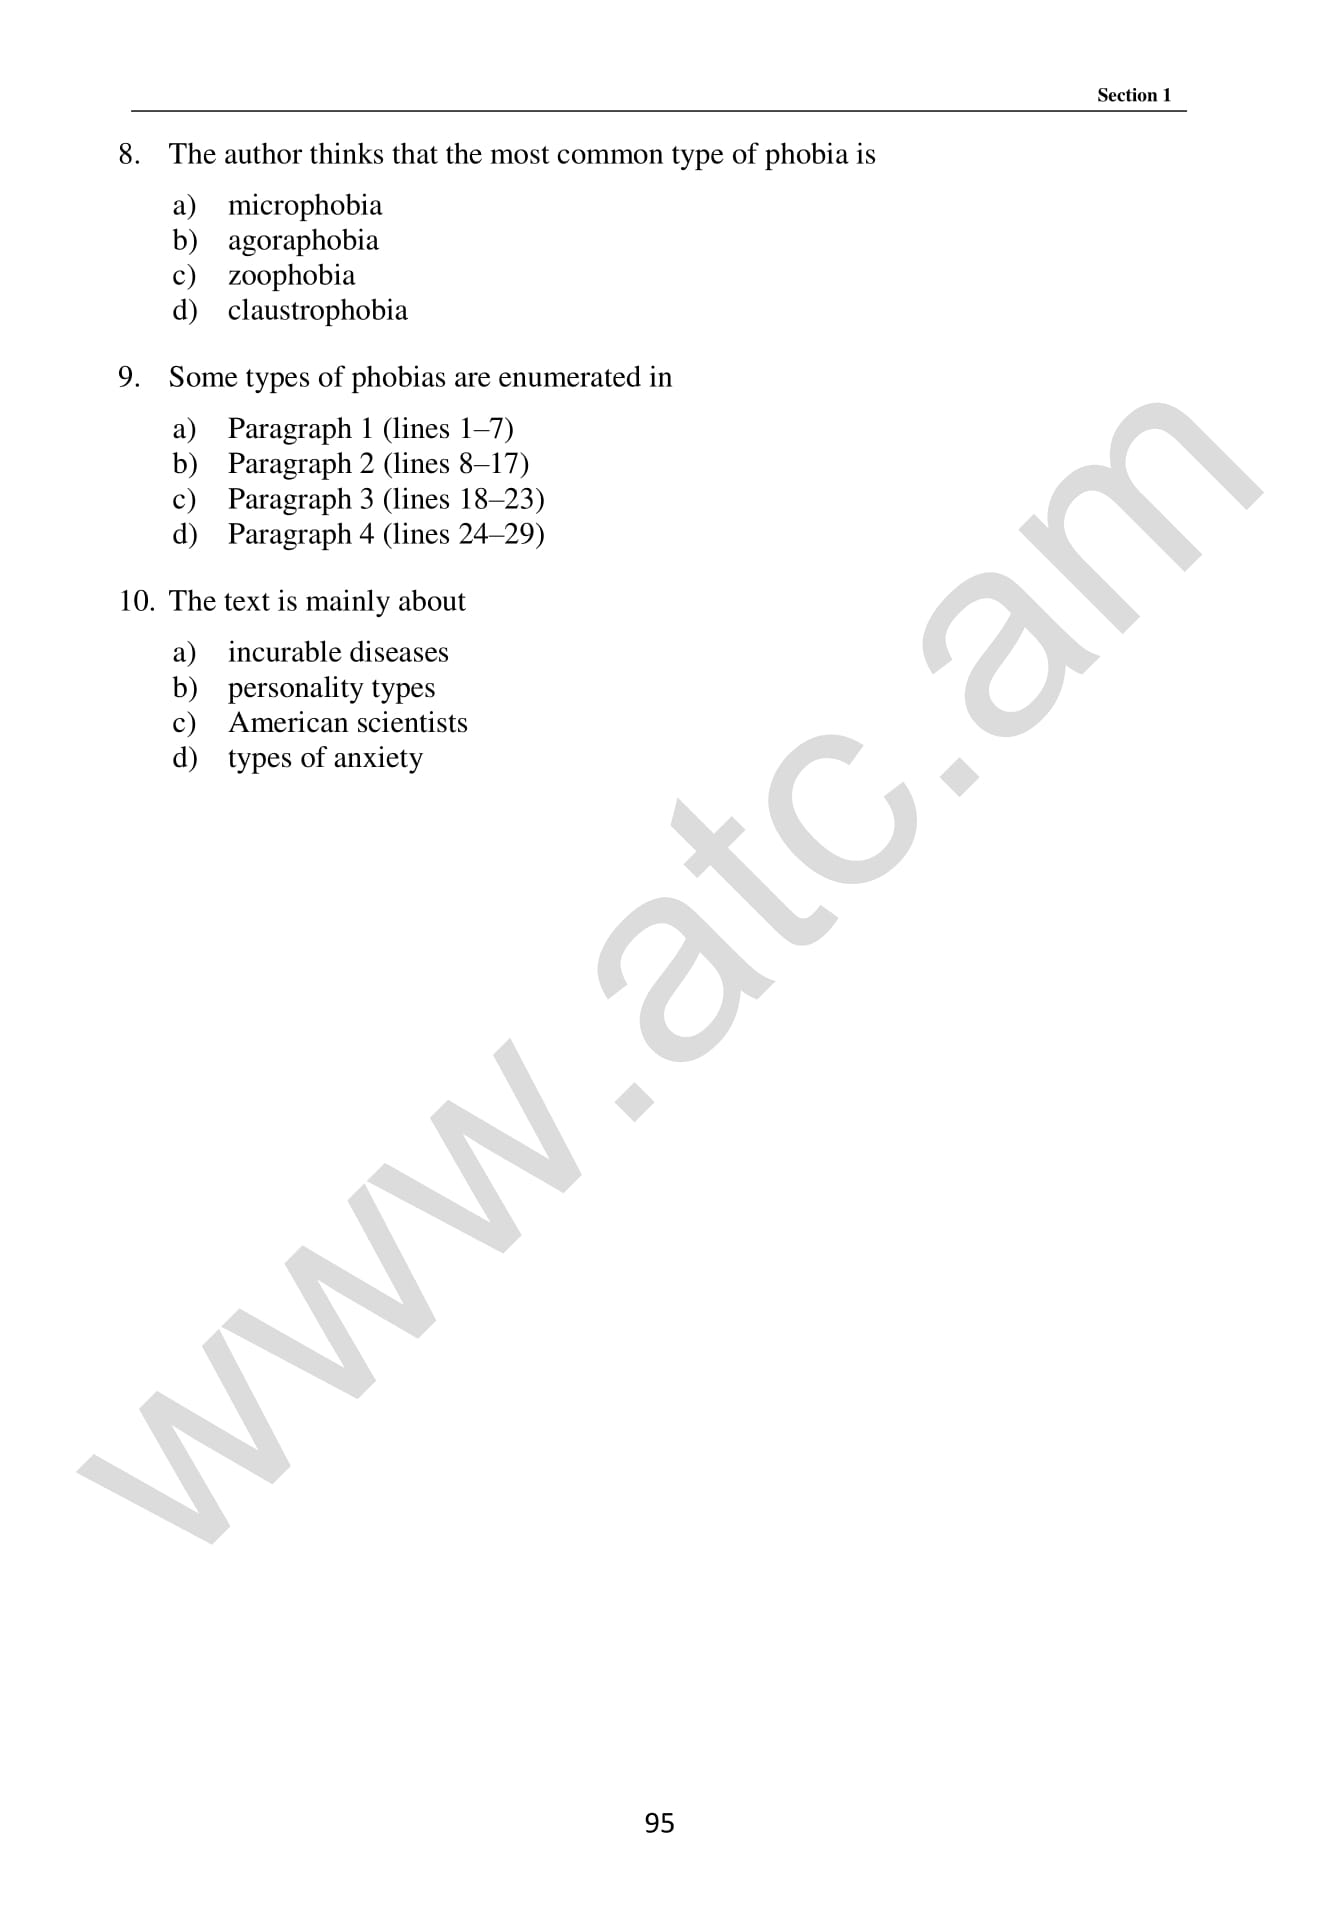 Section 1
8. The author thinks that the most common type of phobia is
a) microphobia
b) agoraphobia
c) zoophobia
d) claustrophobia
9. Some types of phobias are enumerated in
a) Paragraph 1 (lines 1–7)
b) Paragraph 2 (lines 8–17)
c) Paragraph 3 (lines 18–23)
d) Paragraph 4 (lines 24–29)
10. The text is mainly about
a) incurable diseases
b) personality types
c) American scientists
d) types of anxiety
www.atc.am
95